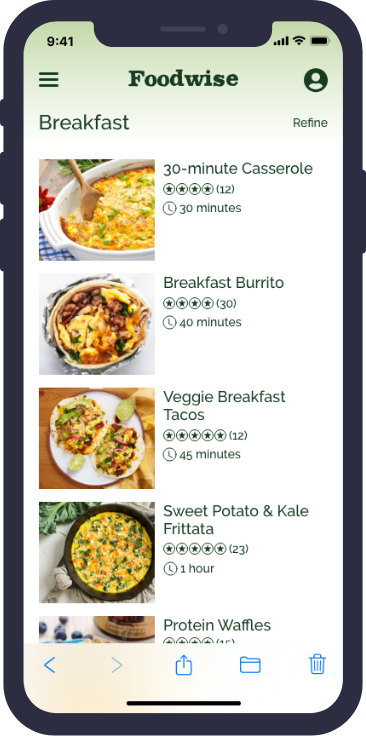 9:41
Foodwise
Breakfast
Refine
30-minute Casserole
(12)
30 minutes
Breakfast Burrito
(30)
40 minutes
Veggie Breakfast
Tacos
(12)
45 minutes
Sweet Potato & Kale
Frittata
(23)
1 hour
Protein Waffles
(15)